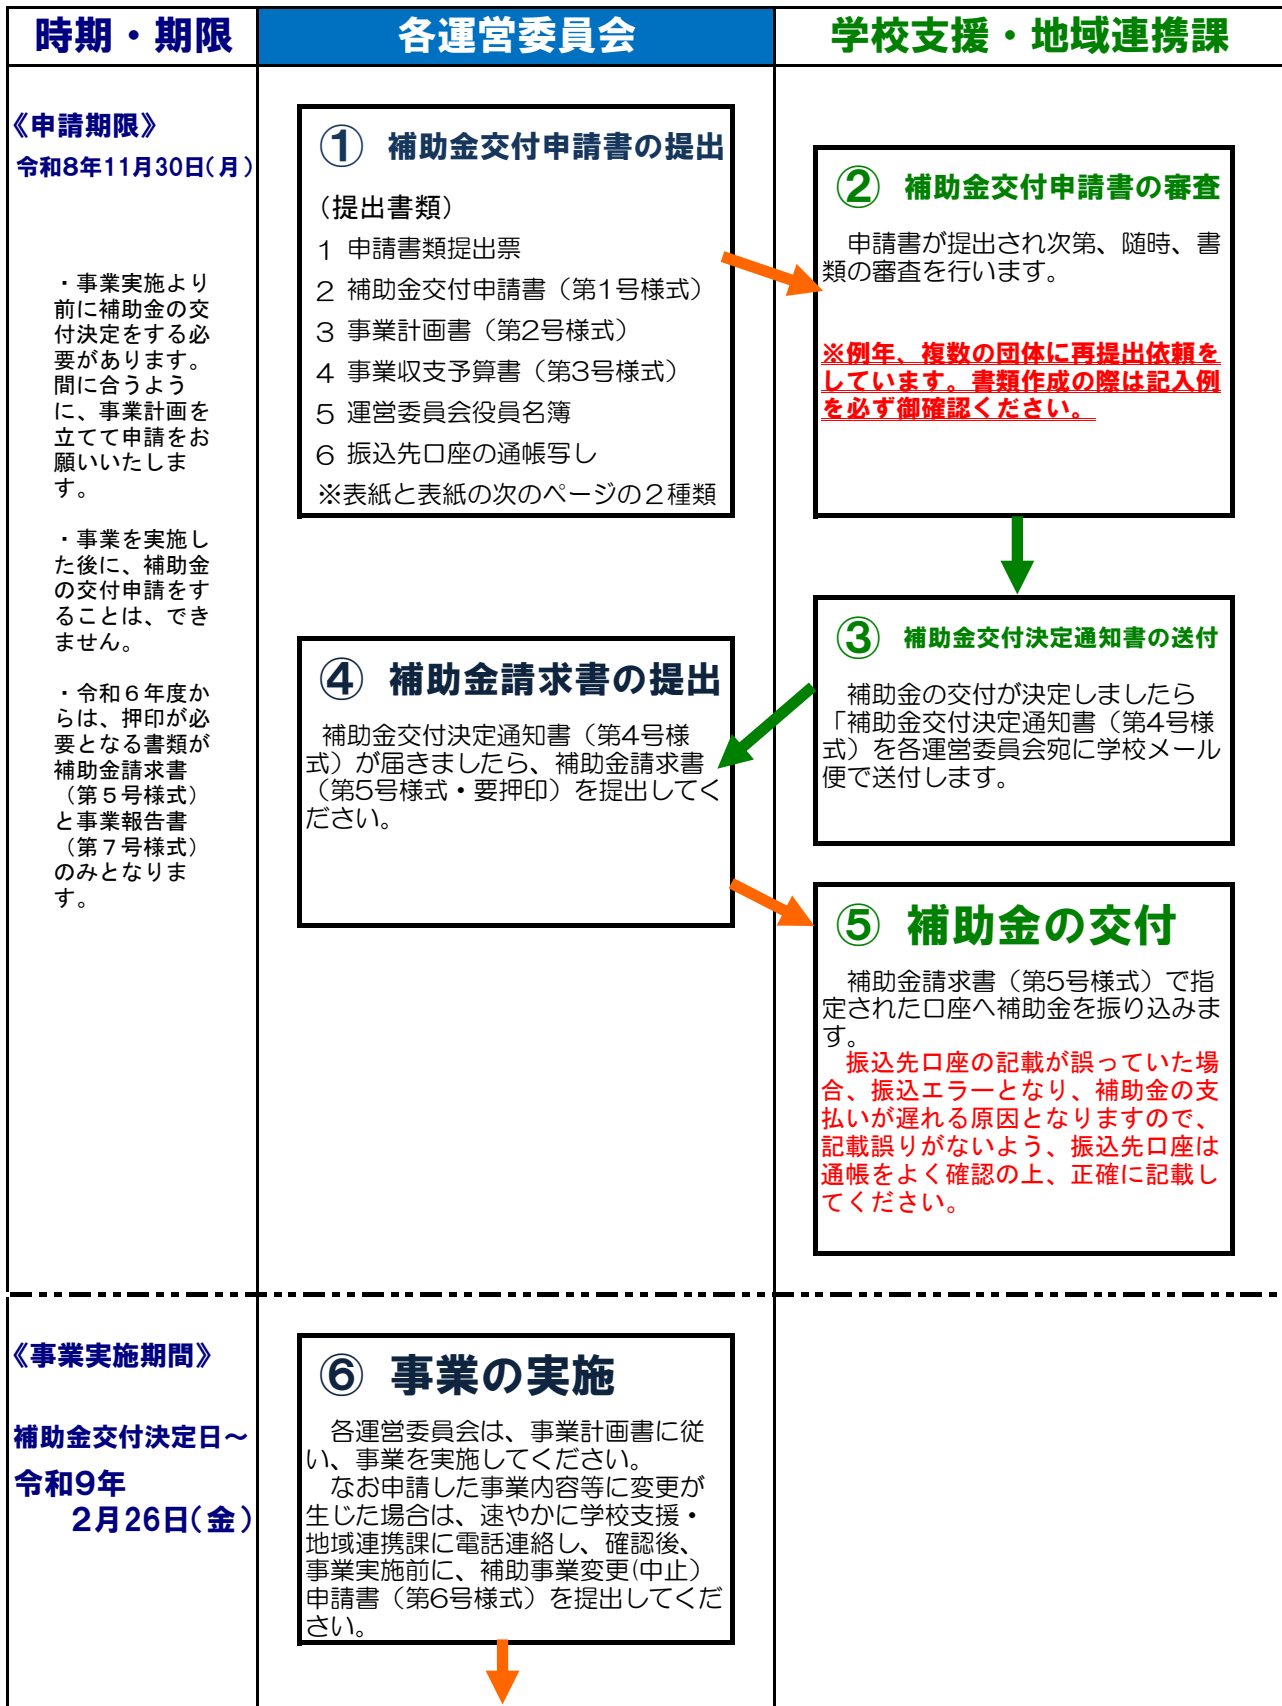 時期・期限
各運営委員会
学校支援・地域連携課
《申請期限》
令和8年11月30日(月)
・事業実施より
前に補助金の交
付決定をする必
要があります。
間に合うよう
に、事業計画を
立てて申請をお
願いいたしま
す。
・事業を実施し
た後に、補助金
の交付申請をす
ることは、でき
ません。
・令和６年度か
らは、押印が必
要となる書類が
補助金請求書
（第５号様式）
と事業報告書
（第７号様式）
のみとなりま
す。
① 補助金交付申請書の提出
（提出書類）
1 申請書類提出票
2 補助金交付申請書（第1号様式）
3 事業計画書（第2号様式）
4 事業収支予算書（第3号様式）
5 運営委員会役員名簿
6 振込先口座の通帳写し
※表紙と表紙の次のページの２種類
② 補助金交付申請書の審査
申請書が提出され次第、随時、書
類の審査を行います。
※例年、複数の団体に再提出依頼を
しています。書類作成の際は記入例
を必ず御確認ください。
③ 補助金交付決定通知書の送付
補助金の交付が決定しましたら
「補助金交付決定通知書（第4号様
式）を各運営委員会宛に学校メール
便で送付します。
④ 補助金請求書の提出
補助金交付決定通知書（第4号様
式）が届きましたら、補助金請求書
（第5号様式・要押印）を提出してく
ださい。
⑤ 補助金の交付
補助金請求書（第5号様式）で指
定された口座へ補助金を振り込みま
す。
振込先口座の記載が誤っていた場
合、振込エラーとなり、補助金の支
払いが遅れる原因となりますので、
記載誤りがないよう、振込先口座は
通帳をよく確認の上、正確に記載し
てください。
《事業実施期間》
補助金交付決定日～
令和9年
2月26日(金)
⑥ 事業の実施
各運営委員会は、事業計画書に従
い、事業を実施してください。
なお申請した事業内容等に変更が
生じた場合は、速やかに学校支援・
地域連携課に電話連絡し、確認後、
事業実施前に、補助事業変更(中止）
申請書（第6号様式）を提出してくだ
さい。